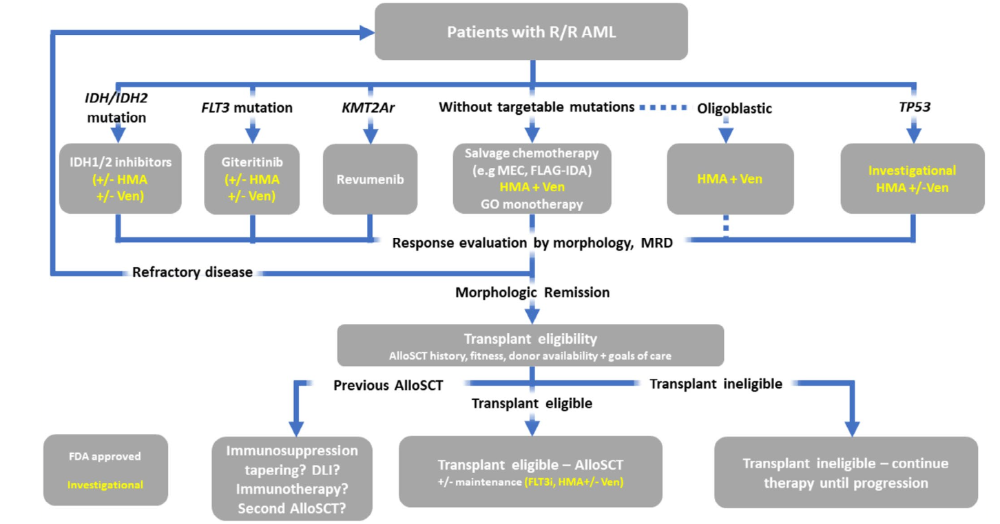 Patients with R/R AML
IDH/IDH2
mutation
FLT3 mutation
KMT2Ar
Without targetable mutations
Oligoblastic
TP53
IDH1/2 inhibitors
(+/- HMA
+/- Ven)
Giteritinib
(+/- HMA
+/- Ven)
Revumenib
Salvage chemotherapy
(e.g MEC, FLAG-IDA)
HMA + Ven
GO monotherapy
HMA + Ven
Investigational
HMA +/-Ven
Response evaluation by morphology, MRD
Refractory disease
Morphologic Remission
Transplant eligibility
AlloSCT history, fitness, donor availability + goals of care
Previous AlloSCT
Transplant eligible
Transplant ineligible
FDA approved
Investigational
Immunosuppression
tapering? DLI?
Immunotherapy?
Second AlloSCT?
Transplant eligible – AlloSCT
+/- maintenance (FLT3i, HMA+/- Ven)
Transplant ineligible – continue
therapy until progression